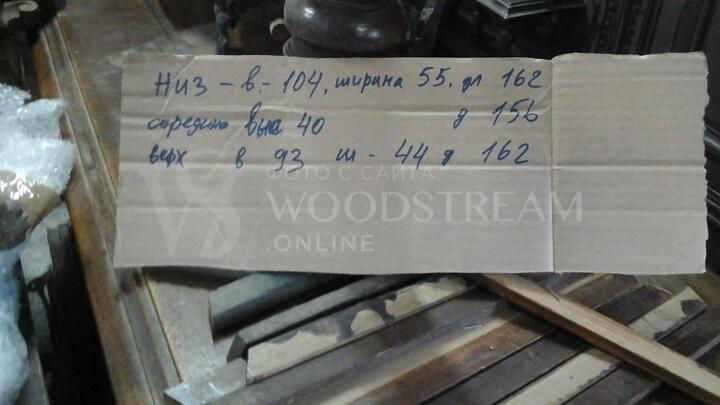 Низ - в. - 104, ширина 55. дл 162
середина выс 40 д 156
верх в 93 ш - 44 д 162
ФОТО С САЙТА
WOODSTREAM
.ONLINE